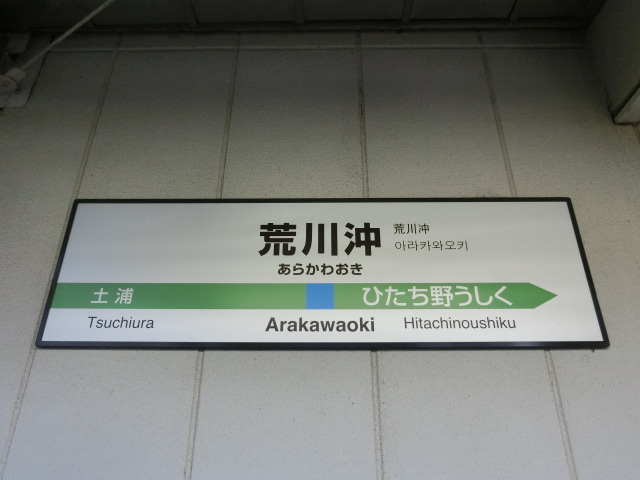 荒川沖
荒川冲
아라카와오키
あらかわおき
土浦
ひたち野うしく
Tsuchiura
Arakawaoki
Hitachinoushiku